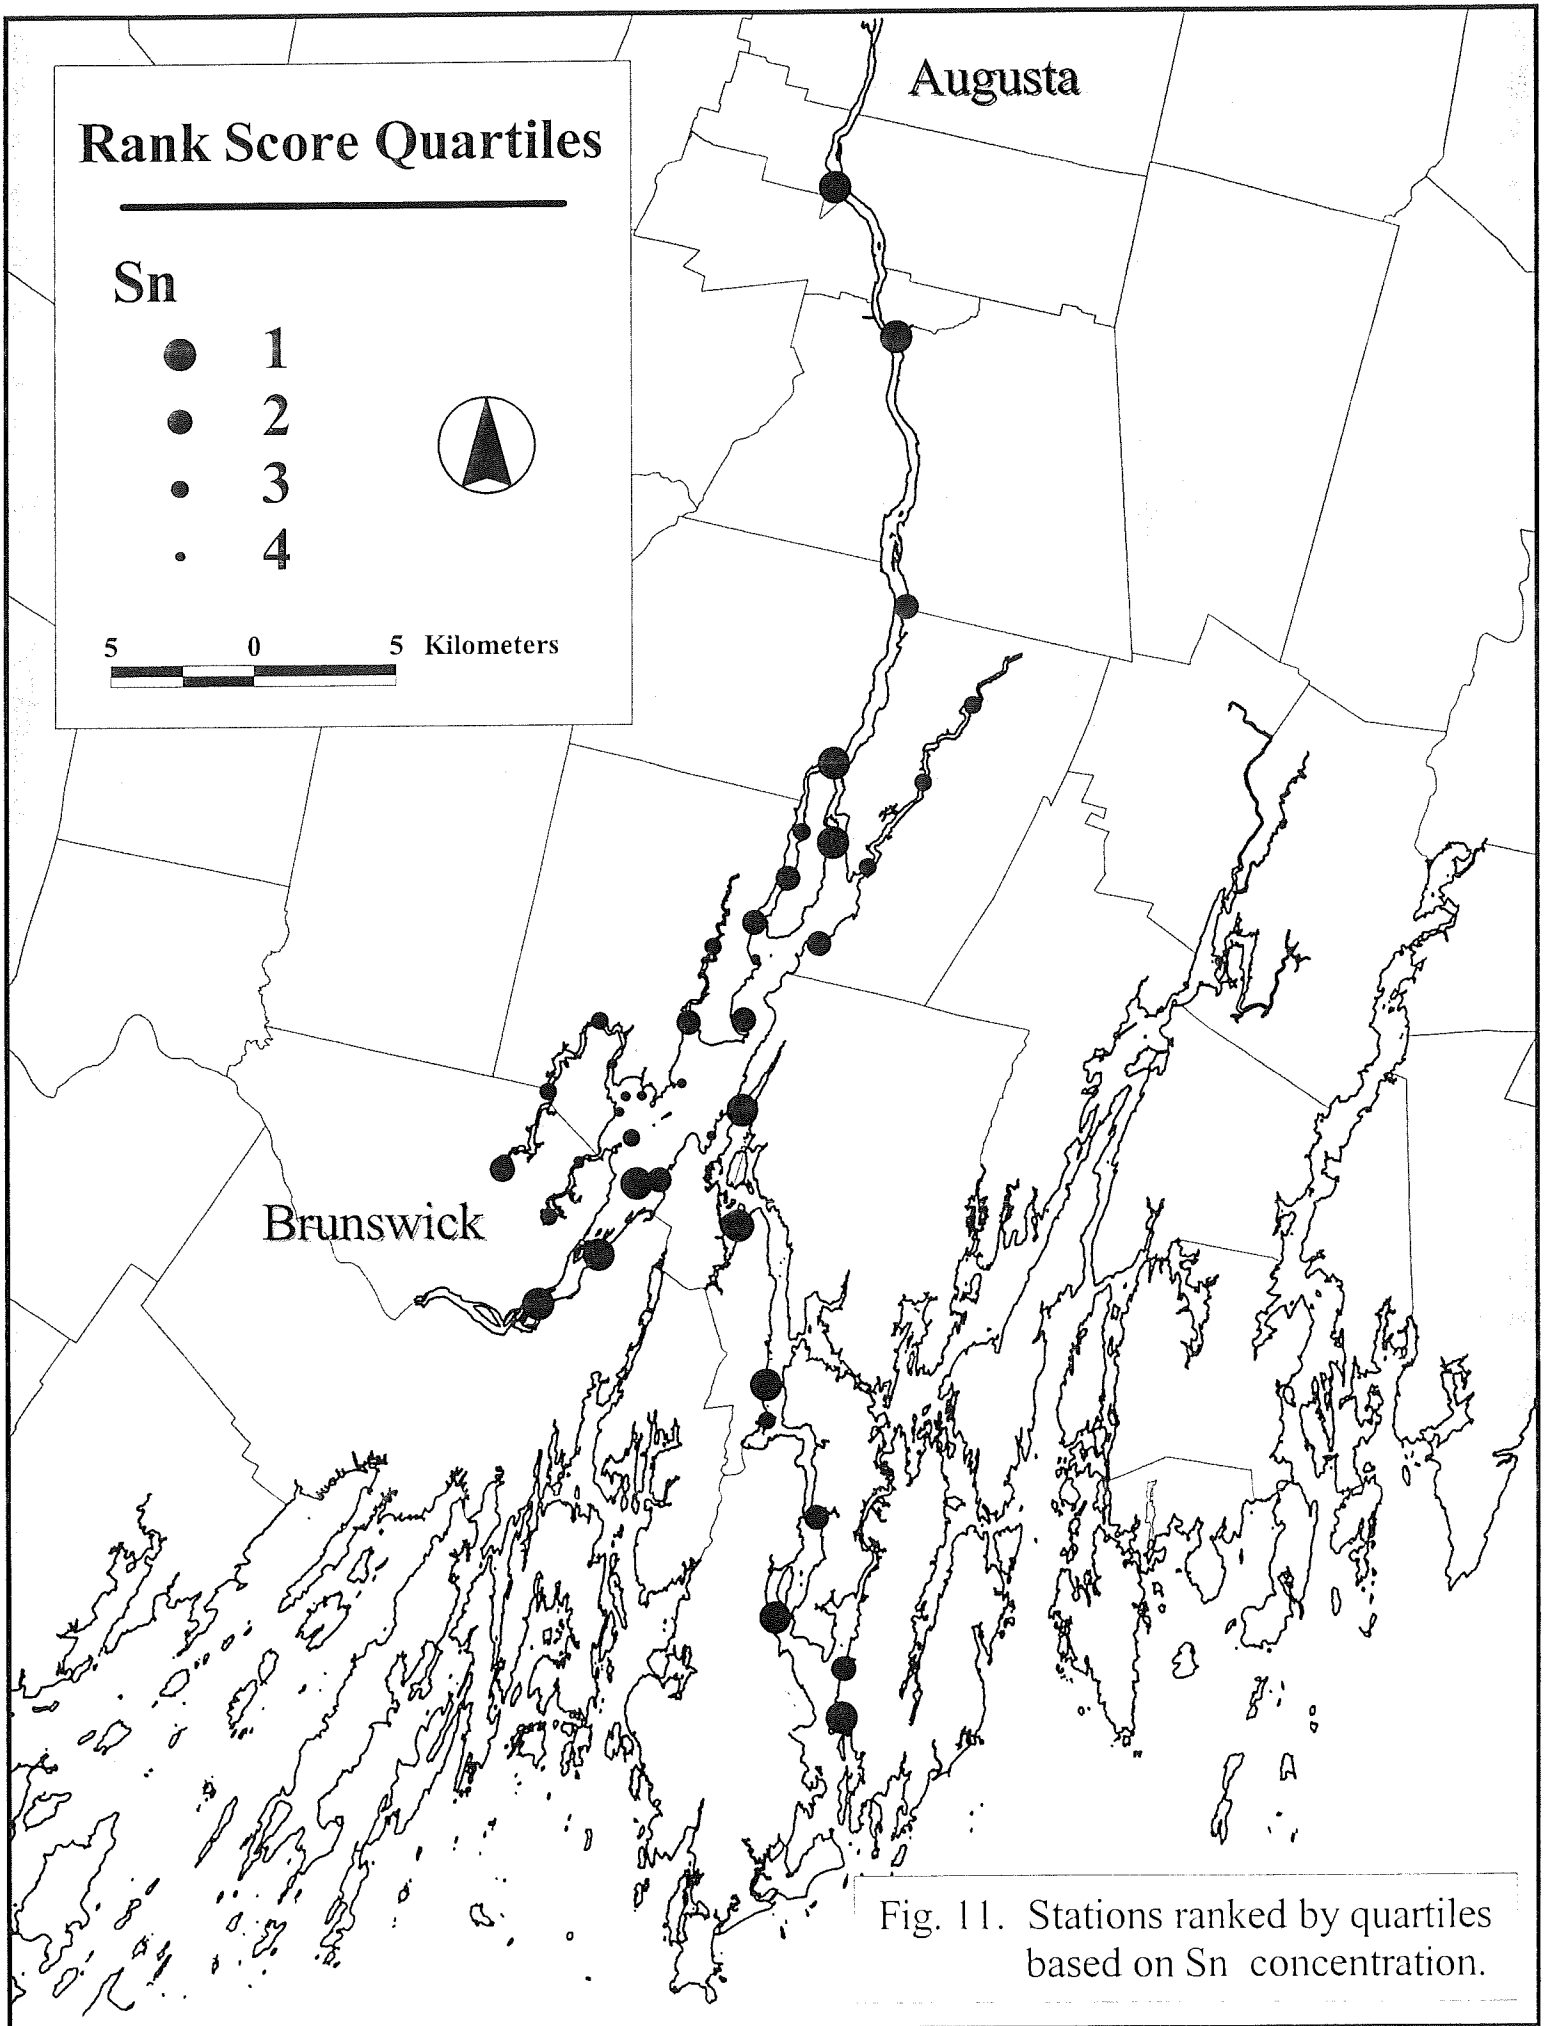 Augusta
Rank Score Quartiles
Sn
1
2
3
4
5 0 5 Kilometers
Brunswick
Fig. 11. Stations ranked by quartiles
based on Sn concentration.